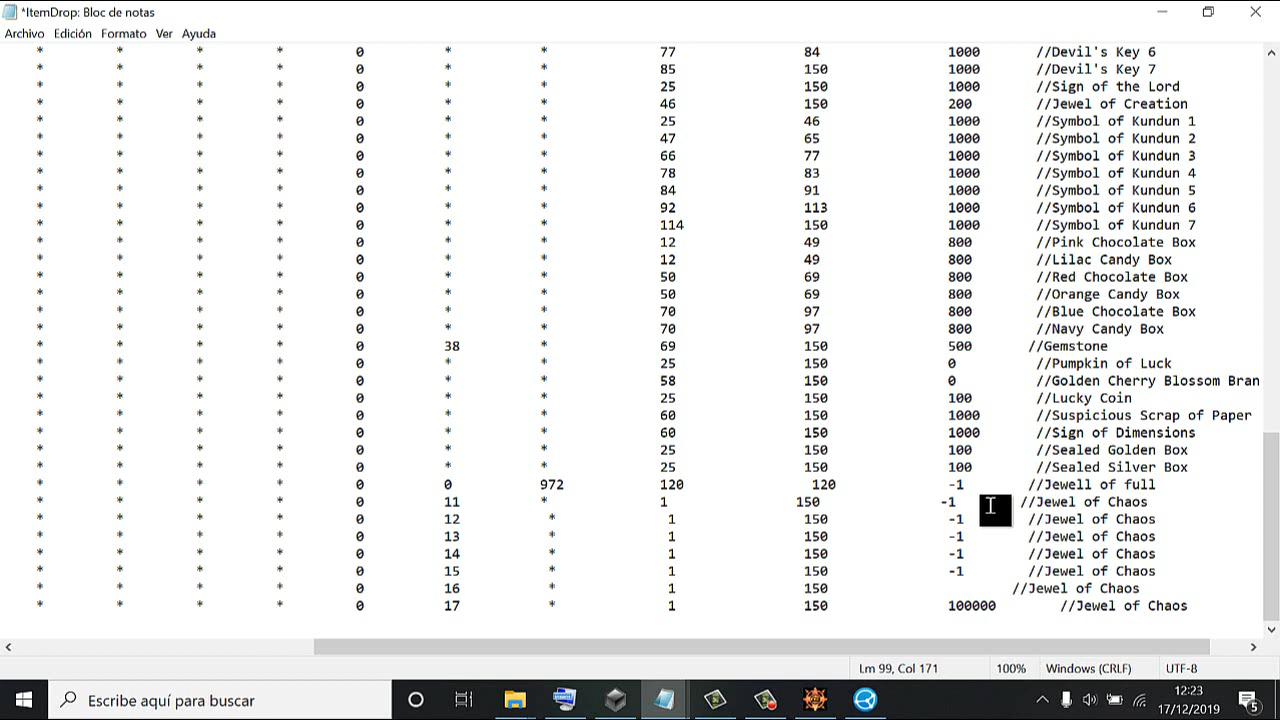 *ItemDrop: Bloc de notas
Archivo Edición Formato Ver Ayuda
* * * * 0 * * 77 84 1000 //Devil's Key 6
* * * * 0 * * 85 150 1000 //Devil's Key 7
* * * * 0 * * 25 150 1000 //Sign of the Lord
* * * * 0 * * 46 150 200 //Jewel of Creation
* * * * 0 * * 25 46 1000 //Symbol of Kundun 1
* * * * 0 * * 47 65 1000 //Symbol of Kundun 2
* * * * 0 * * 66 77 1000 //Symbol of Kundun 3
* * * * 0 * * 78 83 1000 //Symbol of Kundun 4
* * * * 0 * * 84 91 1000 //Symbol of Kundun 5
* * * * 0 * * 92 113 1000 //Symbol of Kundun 6
* * * * 0 * * 114 150 1000 //Symbol of Kundun 7
* * * * 0 * * 12 49 800 //Pink Chocolate Box
* * * * 0 * * 12 49 800 //Lilac Candy Box
* * * * 0 * * 50 69 800 //Red Chocolate Box
* * * * 0 * * 50 69 800 //Orange Candy Box
* * * * 0 * * 70 97 800 //Blue Chocolate Box
* * * * 0 * * 70 97 800 //Navy Candy Box
* * * * 0 38 * 69 150 500 //Gemstone
* * * * 0 * * 25 150 0 //Pumpkin of Luck
* * * * 0 * * 58 150 0 //Golden Cherry Blossom Bran
* * * * 0 * * 25 150 100 //Lucky Coin
* * * * 0 * * 60 150 1000 //Suspicious Scrap of Paper
* * * * 0 * * 60 150 1000 //Sign of Dimensions
* * * * 0 * * 25 150 100 //Sealed Golden Box
* * * * 0 * * 25 150 100 //Sealed Silver Box
* * * * 0 0 972 120 120 -1 //Jewell of full
* * * * 0 11 * 1 150 -1 //Jewel of Chaos
* * * * 0 12 * 1 150 -1 //Jewel of Chaos
* * * * 0 13 * 1 150 -1 //Jewel of Chaos
* * * * 0 14 * 1 150 -1 //Jewel of Chaos
* * * * 0 15 * 1 150 -1 //Jewel of Chaos
* * * * 0 16 * 1 150 //Jewel of Chaos
* * * * 0 17 * 1 150 100000 //Jewel of Chaos
Lm 99, Col 171 100% Windows (CRLF) UTF-8
Escribe aquí para buscar
12:23
17/12/2019
5